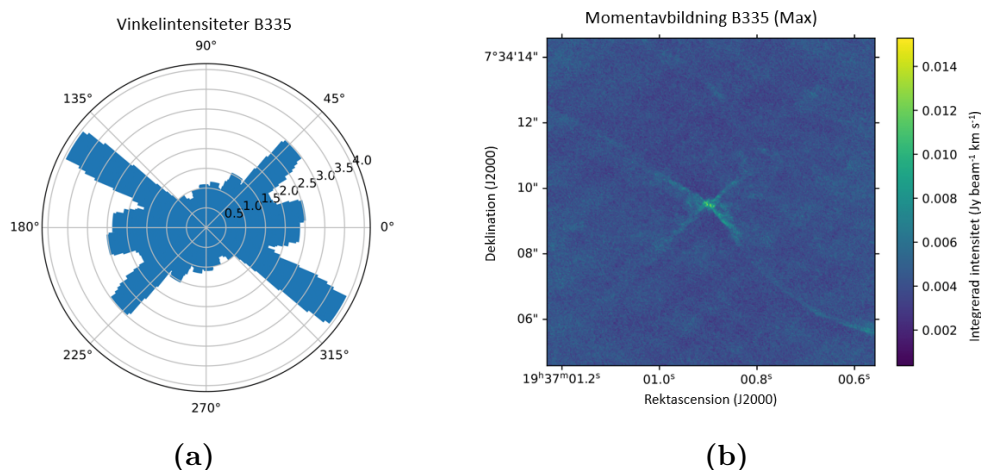 Vinkelintensiteter B335
90°
135°
45°
180°
0°
225°
315°
270°
0.5
1.0
1.5
2.0
2.5
3.0
3.5
4.0
(a)
Momentavbildning B335 (Max)
7°34'14"
12"
10"
08"
06"
Deklination (J2000)
19ʰ37ᵐ01.2ˢ
01.0ˢ
00.8ˢ
00.6ˢ
Rektascension (J2000)
0.014
0.012
0.010
0.008
0.006
0.004
0.002
Integrerad intensitet (Jy beam⁻¹ km s⁻¹)
(b)